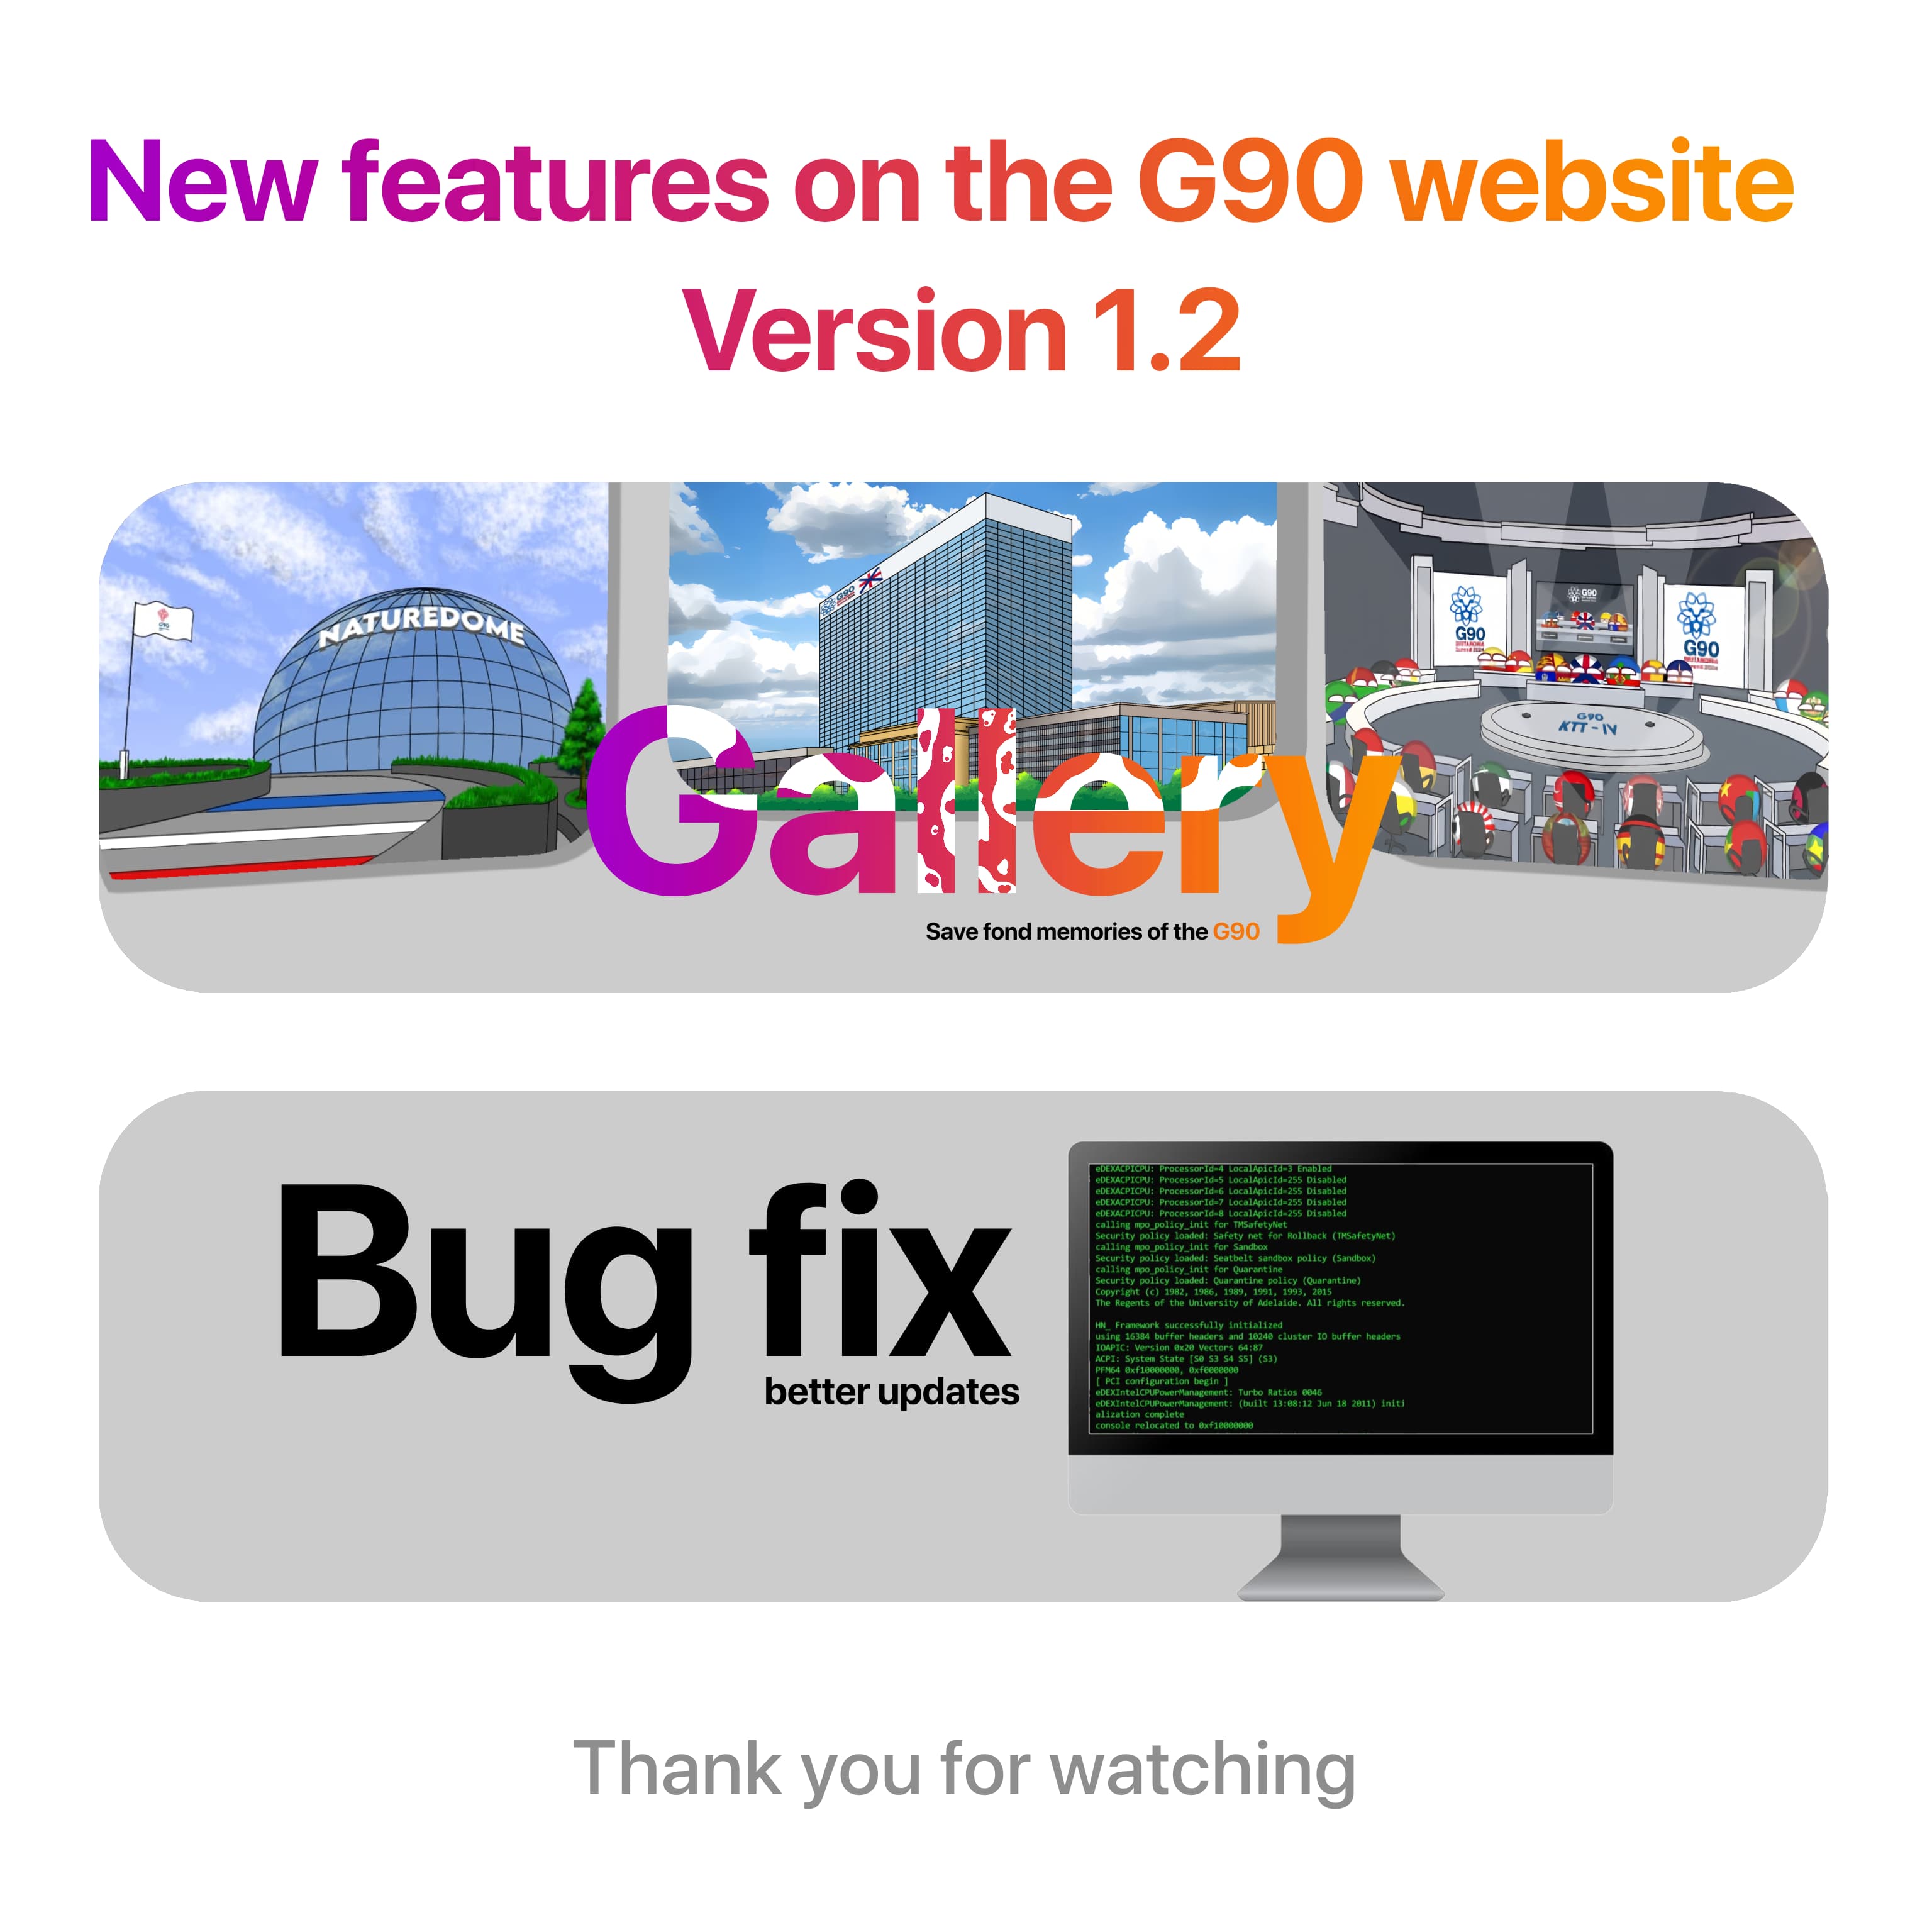 New features on the G90 website
Version 1.2
NATUREDOME
G90
G90
G90
G90
G90
KTT - IV
Gallery
Save fond memories of the G90
Bug fix
better updates
eDEXACPICPU: ProcessorId=4 LocalApicId=3 Enabled
eDEXACPICPU: ProcessorId=5 LocalApicId=255 Disabled
eDEXACPICPU: ProcessorId=6 LocalApicId=255 Disabled
eDEXACPICPU: ProcessorId=7 LocalApicId=255 Disabled
eDEXACPICPU: ProcessorId=8 LocalApicId=255 Disabled
calling mpo_policy_init for TMSafetyNet
Security policy loaded: Safety net for Rollback (TMSafetyNet)
calling mpo_policy_init for Sandbox
Security policy loaded: Seatbelt sandbox policy (Sandbox)
calling mpo_policy_init for Quarantine
Security policy loaded: Quarantine policy (Quarantine)
Copyright (c) 1982, 1986, 1989, 1991, 1993, 2015
The Regents of the University of Adelaide. All rights reserved.
HN_ Framework successfully initialized
using 16384 buffer headers and 10240 cluster IO buffer headers
IOAPIC: Version 0x20 Vectors 64:87
ACPI: System State [S0 S3 S4 S5] (S3)
PFM64 0xf10000000, 0xf0000000
[ PCI configuration begin ]
eDEXIntelCPUPowerManagement: Turbo Ratios 0046
eDEXIntelCPUPowerManagement: (built 13:08:12 Jun 18 2011) initi
alization complete
console relocated to 0xf10000000
Thank you for watching